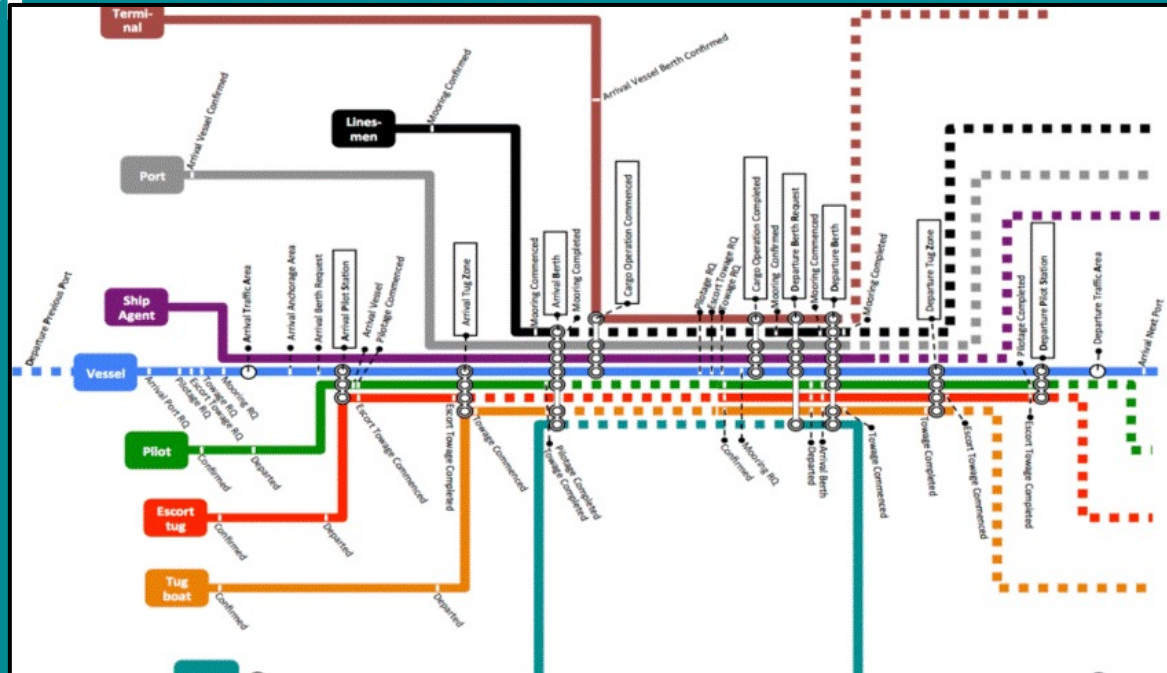 Termi-
nal
Arrival Vessel Berth Confirmed
Lines-
men
Mooring Confirmed
Port
Arrival Vessel Confirmed
Ship
Agent
Departure Previous Port
Vessel
Arrival Port RQ
Pilotage RQ
Escort Towage RQ
Towage RQ
Mooring RQ
Arrival Traffic Area
Arrival Anchorage Area
Arrival Berth Request
Arrival Pilot Station
Arrival Vessel
Pilotage Commenced
Arrival Tug Zone
Mooring Commenced
Arrival Berth
Mooring Completed
Cargo Operation Commenced
Pilotage RQ
Escort Towage RQ
Towage RQ
Cargo Operation Completed
Mooring Confirmed
Departure Berth Request
Mooring Commenced
Departure Berth
Mooring Completed
Departure Tug Zone
Pilotage Completed
Departure Pilot Station
Departure Traffic Area
Arrival Next Port
Pilot
Confirmed
Departed
Escort Towage Commenced
Escort Towage Completed
Towage Commenced
Towage Completed
Pilotage Completed
Confirmed
Mooring RQ
Departed
Arrival Berth
Towage Commenced
Towage Completed
Escort Towage Commenced
Escort Towage Completed
Escort
tug
Confirmed
Departed
Tug
boat
Confirmed
Departed